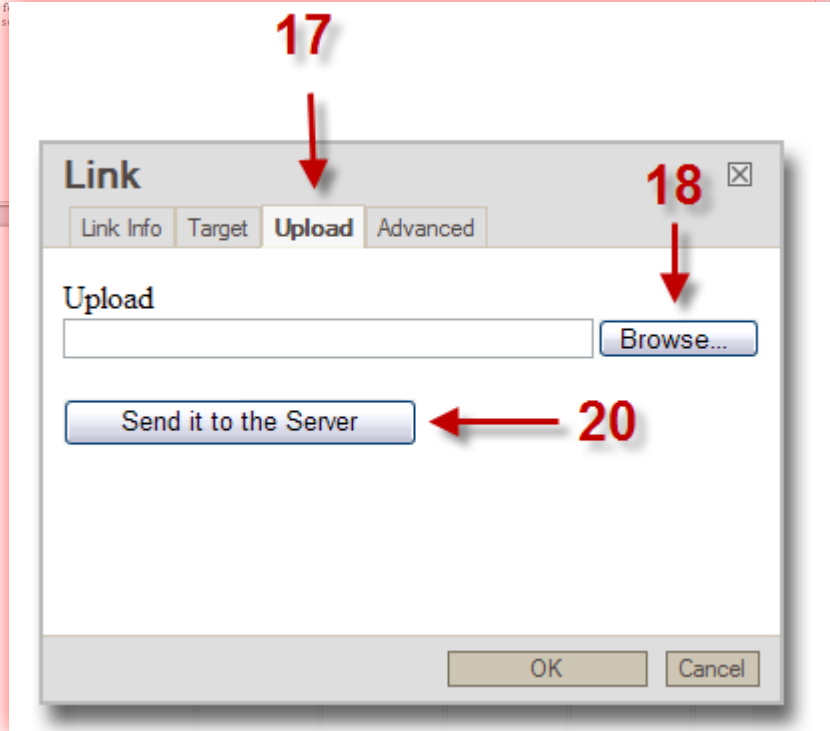 17
Link
18
Link Info Target Upload Advanced
Upload
Browse...
Send it to the Server
20
OK Cancel